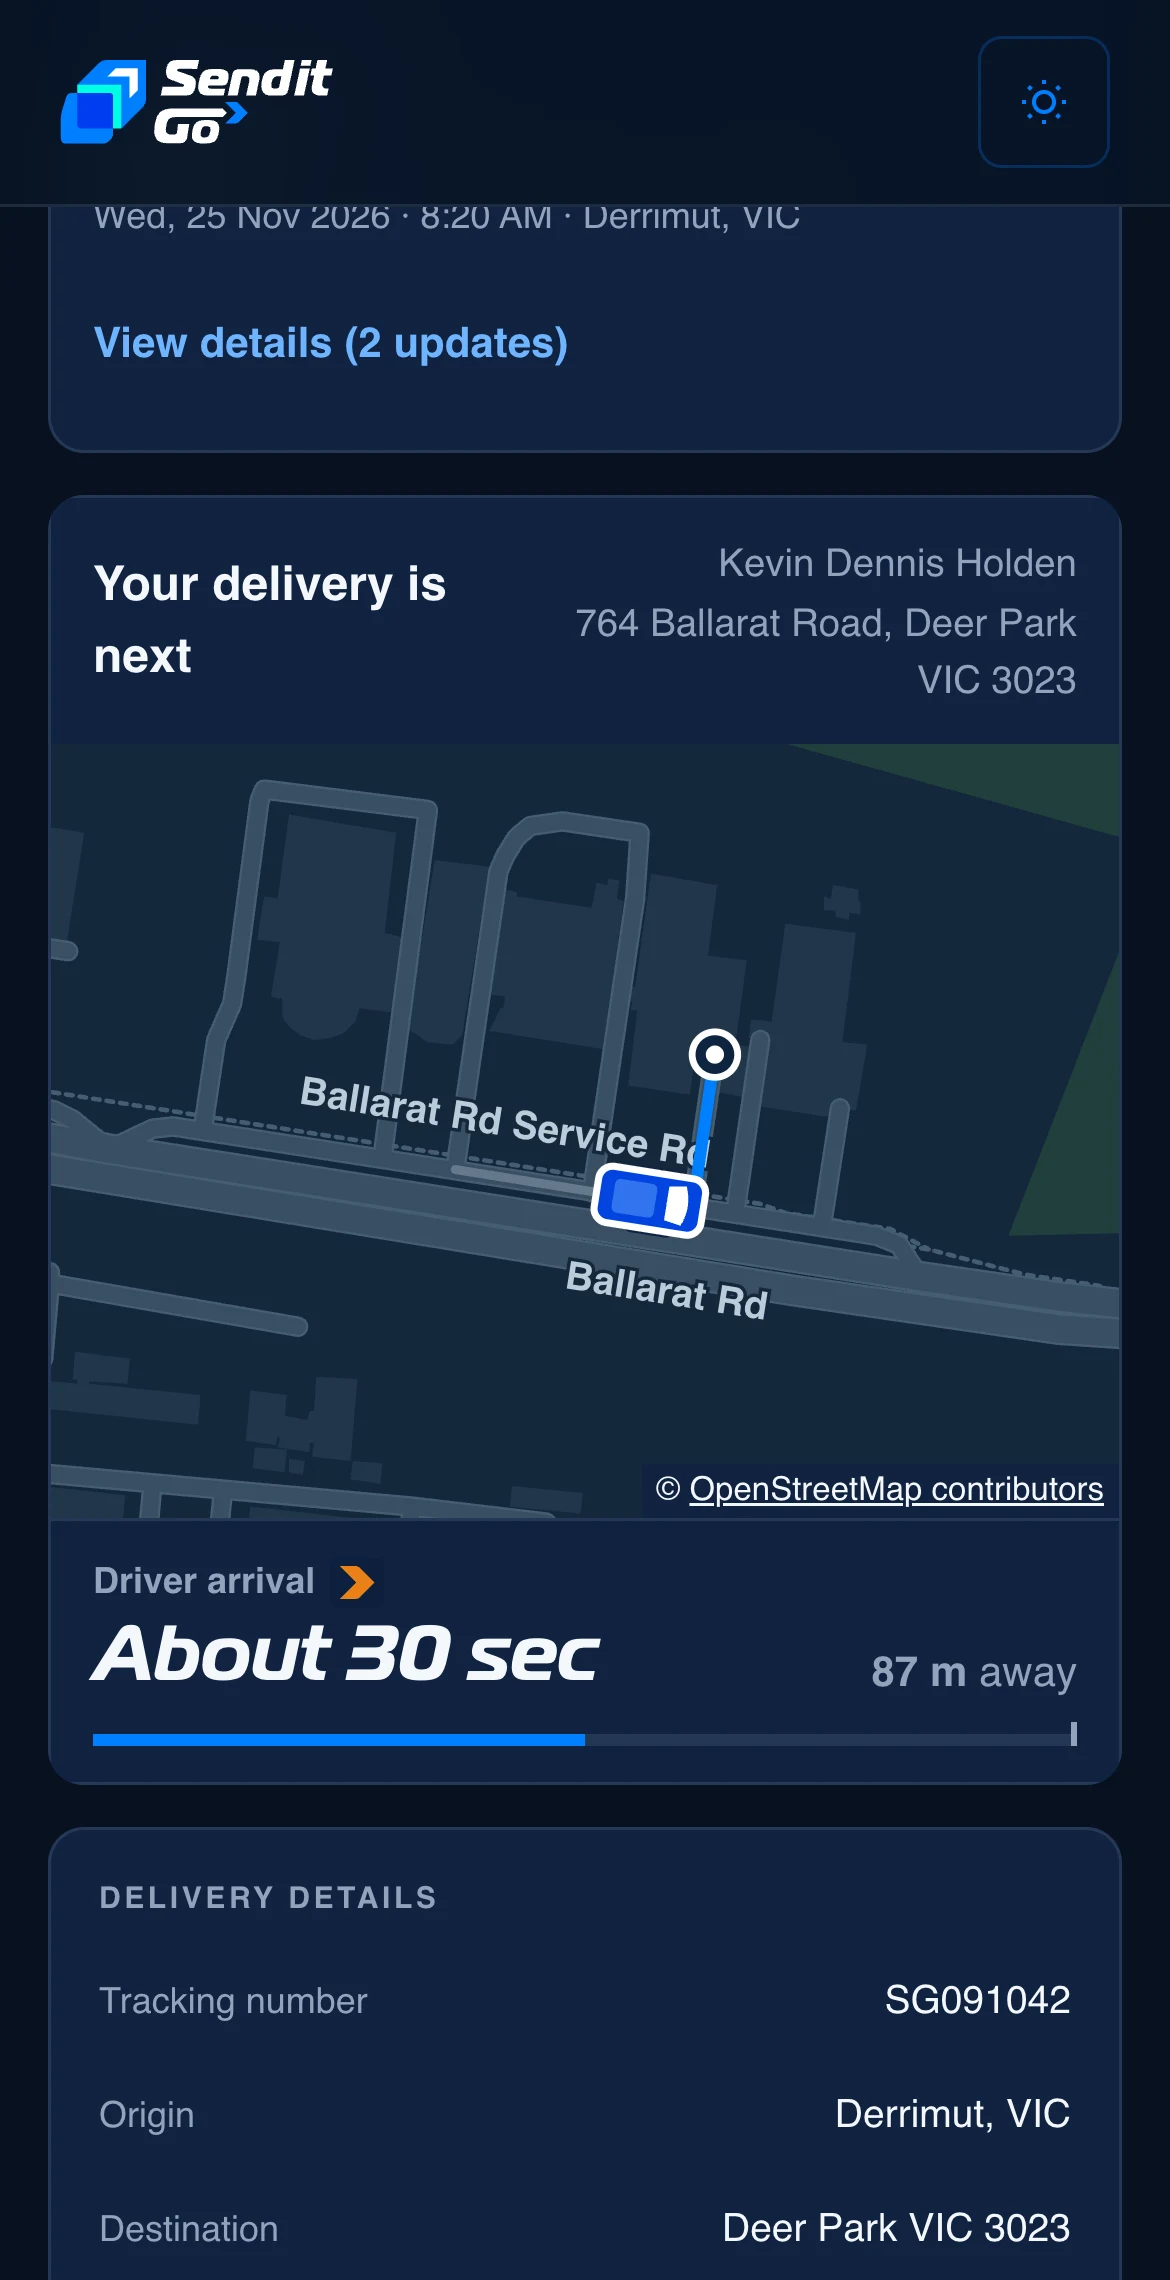 Sendit
Go
Wed, 25 Nov 2026 · 8:20 AM · Derrimut, VIC
View details (2 updates)
Your delivery is
next
Kevin Dennis Holden
764 Ballarat Road, Deer Park
VIC 3023
Ballarat Rd Service Rd
Ballarat Rd
© OpenStreetMap contributors
Driver arrival
About 30 sec
87 m away
DELIVERY DETAILS
Tracking number
SG091042
Origin
Derrimut, VIC
Destination
Deer Park VIC 3023